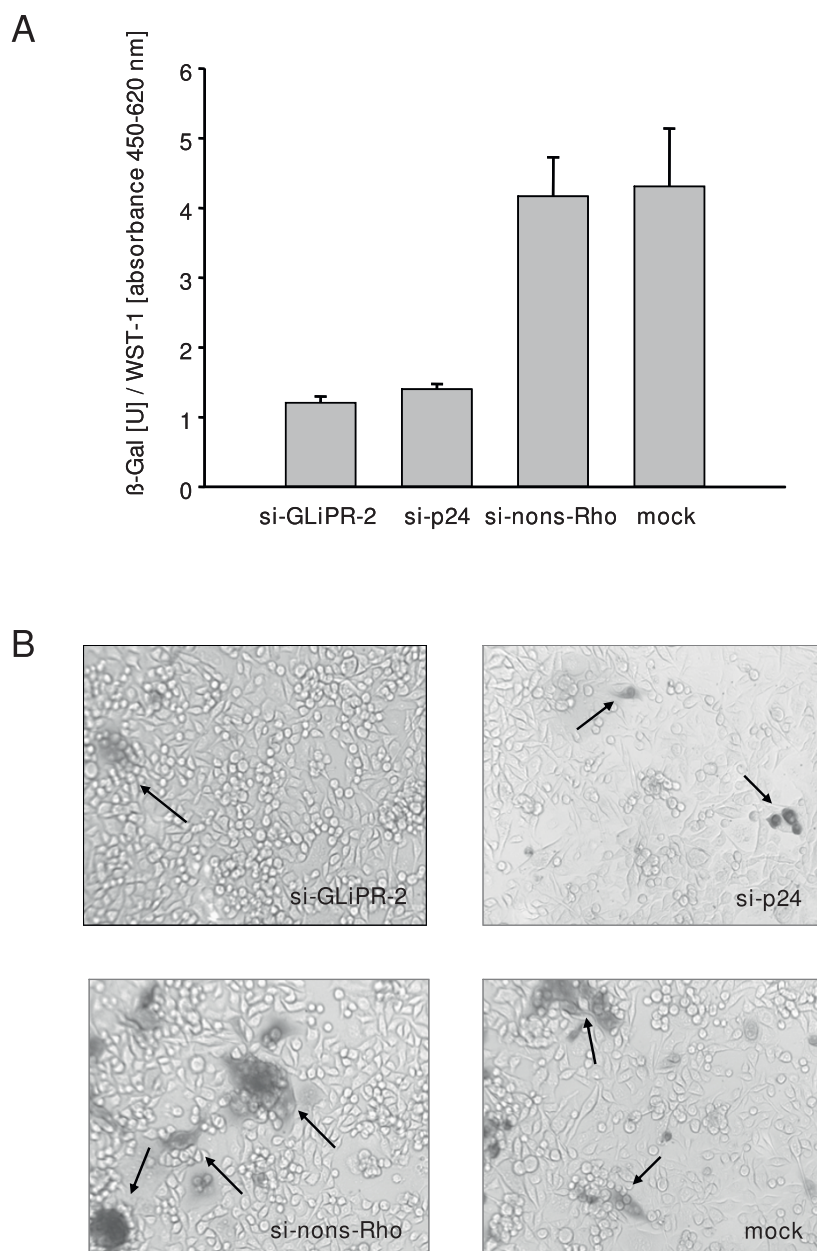 A
ß-Gal [U] / WST-1 [absorbance 450-620 nm]
6
5
4
3
2
1
0
si-GLiPR-2 si-p24 si-nons-Rho mock
B
si-GLiPR-2
si-p24
si-nons-Rho
mock